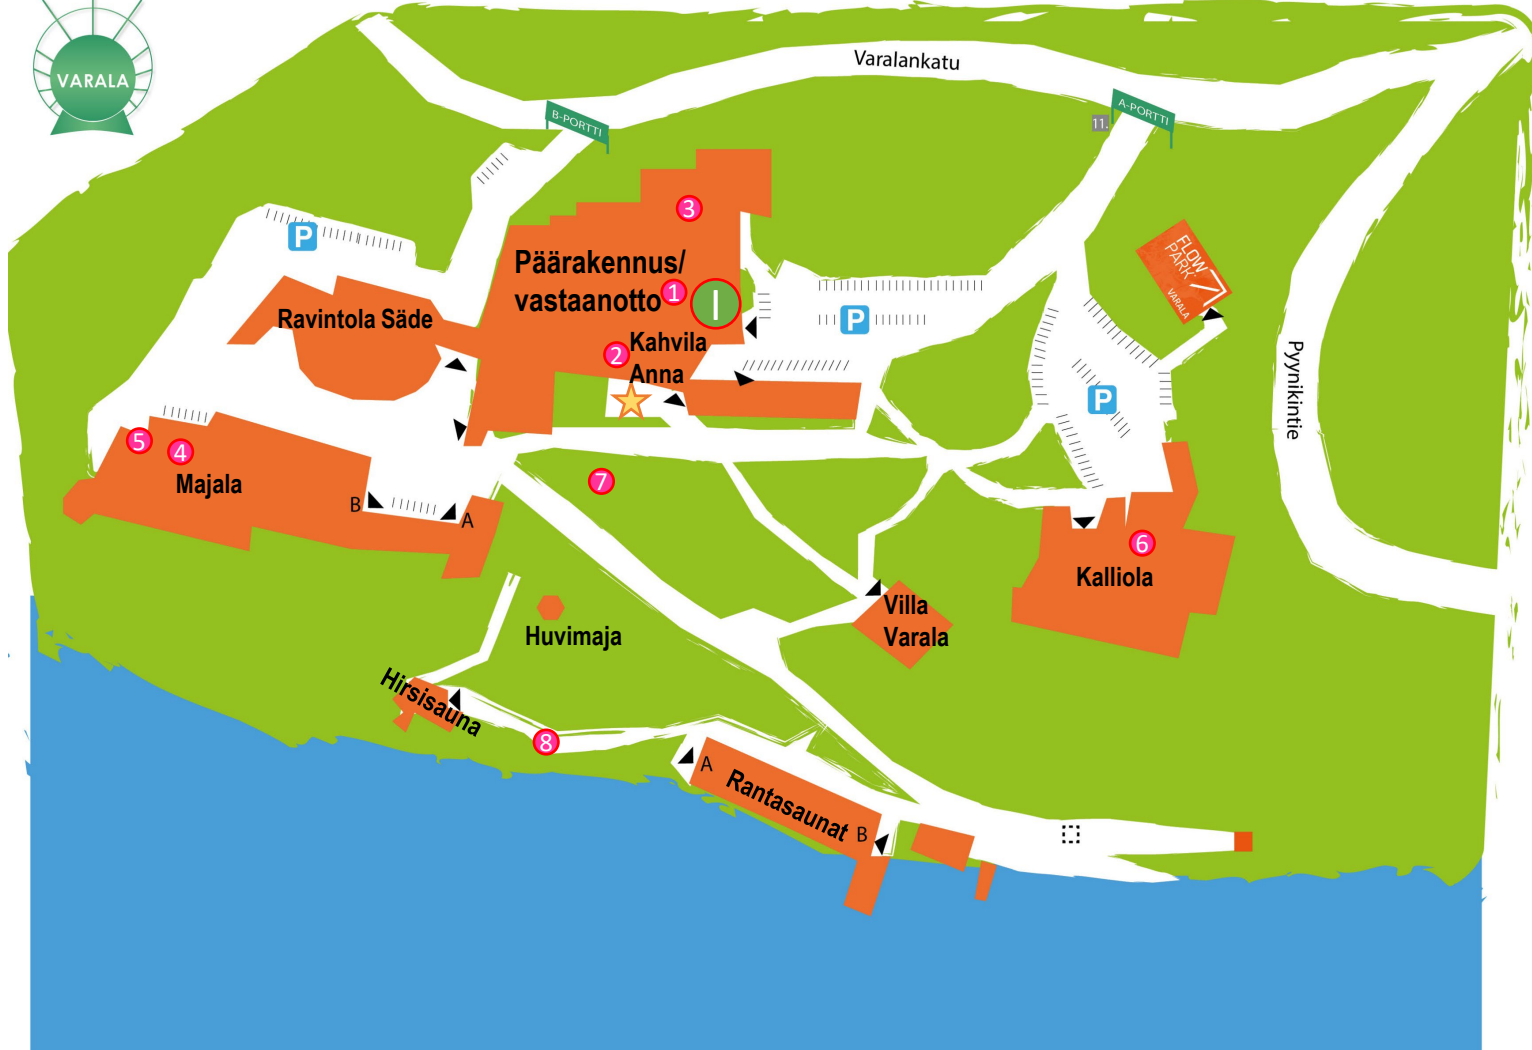 VARALA
Varalankatu
B-PORTTI
A-PORTTI
11.
3
P
FLOW
PARK
VARALA
Päärakennus/
vastaanotto
1
I
Ravintola Säde
P
2
Kahvila
Anna
Pyynikintie
P
5
4
Majala
7
B
A
6
Kalliola
Villa
Varala
Huvimaja
Hirsisauna
8
A
Rantasaunat
B